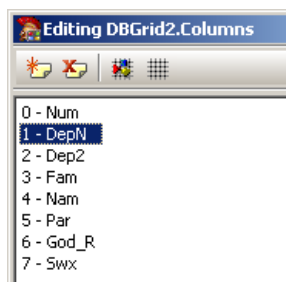 Editing DBGrid2.Columns
0 - Num
1 - DepN
2 - Dep2
3 - Fam
4 - Nam
5 - Par
6 - God_R
7 - Swx